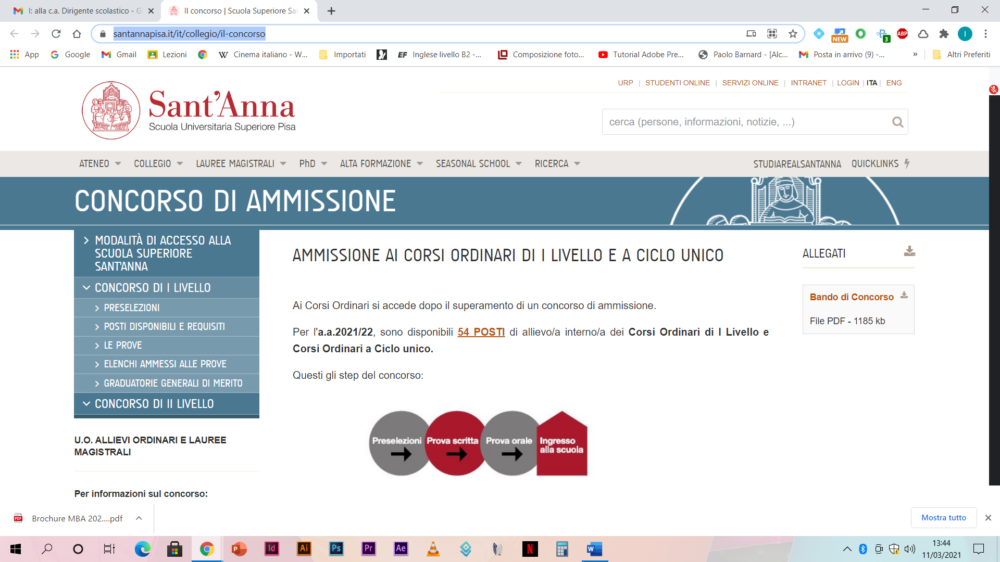 I: alla c.a. Dirigente scolastico - G
Il concorso | Scuola Superiore Sa
santannapisa.it/it/collegio/il-concorso
NEW
3
ABP
I
App
Google
Gmail
Lezioni
Cinema italiano - W...
Importati
EF Inglese livello B2 -...
Composizione foto...
Tutorial Adobe Pre...
Paolo Barnard - [Alc...
Posta in arrivo (9) -...
»
Altri Preferiti
Sant'Anna
Scuola Universitaria Superiore Pisa
URP | STUDENTI ONLINE | SERVIZI ONLINE | INTRANET | LOGIN | ITA | ENG
cerca (persone, informazioni, notizie, ...)
ATENEO COLLEGIO LAUREE MAGISTRALI PhD ALTA FORMAZIONE SEASONAL SCHOOL RICERCA STUDIAREALSANTANNA QUICKLINKS
CONCORSO DI AMMISSIONE
MODALITÀ DI ACCESSO ALLA
SCUOLA SUPERIORE
SANT'ANNA
CONCORSO DI I LIVELLO
PRESELEZIONI
POSTI DISPONIBILI E REQUISITI
LE PROVE
ELENCHI AMMESSI ALLE PROVE
GRADUATORIE GENERALI DI MERITO
CONCORSO DI II LIVELLO
U.O. ALLIEVI ORDINARI E LAUREE
MAGISTRALI
Per informazioni sul concorso:
AMMISSIONE AI CORSI ORDINARI DI I LIVELLO E A CICLO UNICO
Ai Corsi Ordinari si accede dopo il superamento di un concorso di ammissione.
Per l'a.a.2021/22, sono disponibili 54 POSTI di allievo/a interno/a dei Corsi Ordinari di I Livello e
Corsi Ordinari a Ciclo unico.
Questi gli step del concorso:
Preselezioni
Prova scritta
Prova orale
Ingresso
alla scuola
ALLEGATI
Bando di Concorso
File PDF - 1185 kb
PDF
Brochure MBA 202....pdf
Mostra tutto
P
Id
Ai
Ps
Pr
Ae
N
W
13:44
11/03/2021